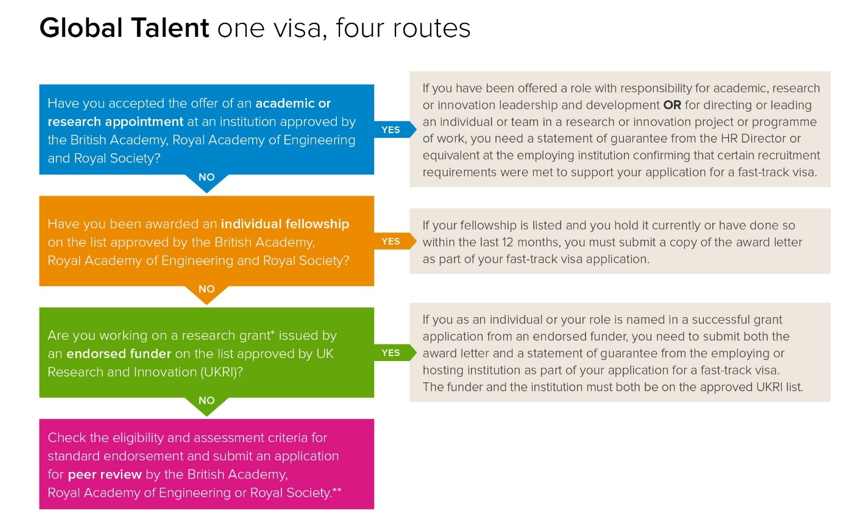 Global Talent one visa, four routes
Have you accepted the offer of an academic or
research appointment at an institution approved by
the British Academy, Royal Academy of Engineering
and Royal Society?
YES
If you have been offered a role with responsibility for academic, research
or innovation leadership and development OR for directing or leading
an individual or team in a research or innovation project or programme
of work, you need a statement of guarantee from the HR Director or
equivalent at the employing institution confirming that certain recruitment
requirements were met to support your application for a fast-track visa.
NO
Have you been awarded an individual fellowship
on the list approved by the British Academy,
Royal Academy of Engineering and Royal Society?
YES
If your fellowship is listed and you hold it currently or have done so
within the last 12 months, you must submit a copy of the award letter
as part of your fast-track visa application.
NO
Are you working on a research grant* issued by
an endorsed funder on the list approved by UK
Research and Innovation (UKRI)?
YES
If you as an individual or your role is named in a successful grant
application from an endorsed funder, you need to submit both the
award letter and a statement of guarantee from the employing or
hosting institution as part of your application for a fast-track visa.
The funder and the institution must both be on the approved UKRI list.
NO
Check the eligibility and assessment criteria for
standard endorsement and submit an application
for peer review by the British Academy,
Royal Academy of Engineering or Royal Society.**